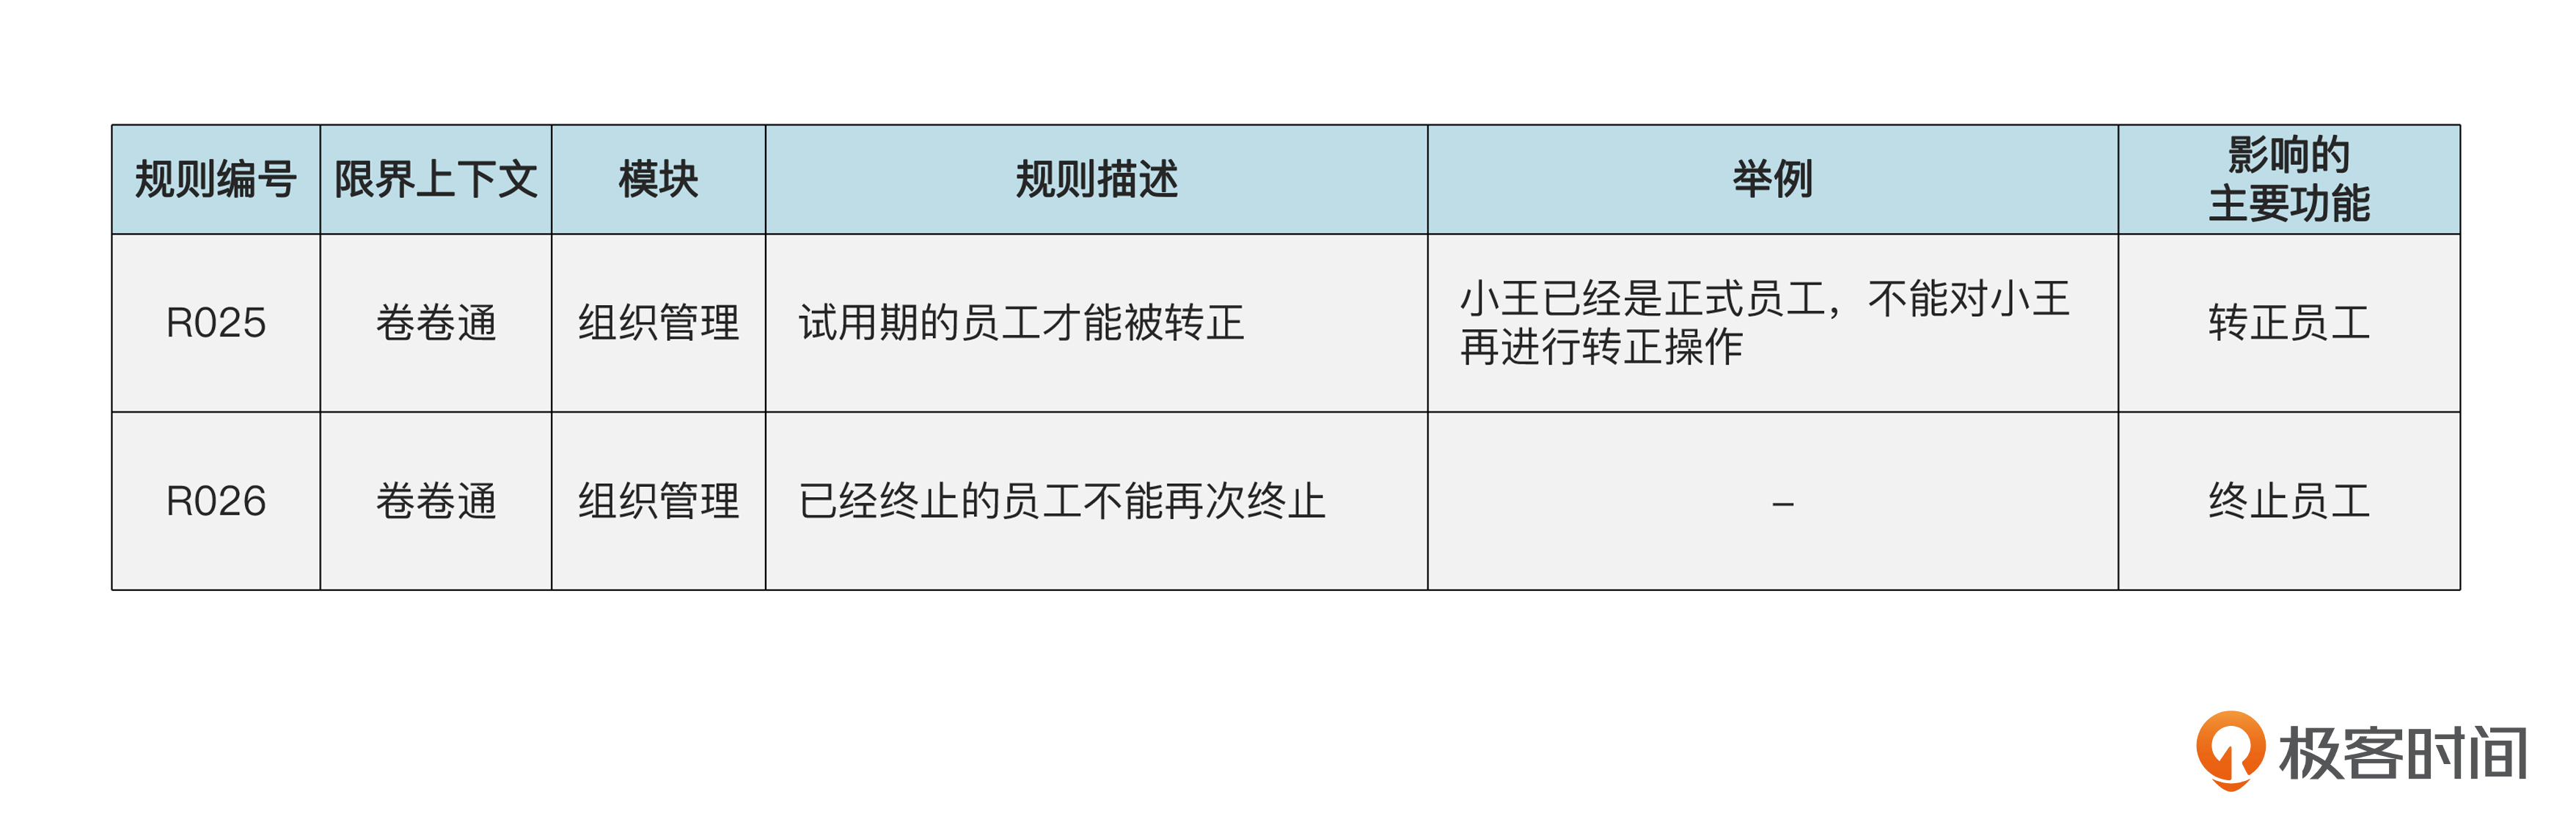 规则编号 限界上下文 模块 规则描述 举例 影响的
主要功能
R025 卷卷通 组织管理 试用期的员工才能被转正 小王已经是正式员工，不能对小王
再进行转正操作 转正员工
R026 卷卷通 组织管理 已经终止的员工不能再次终止 – 终止员工
极客时间